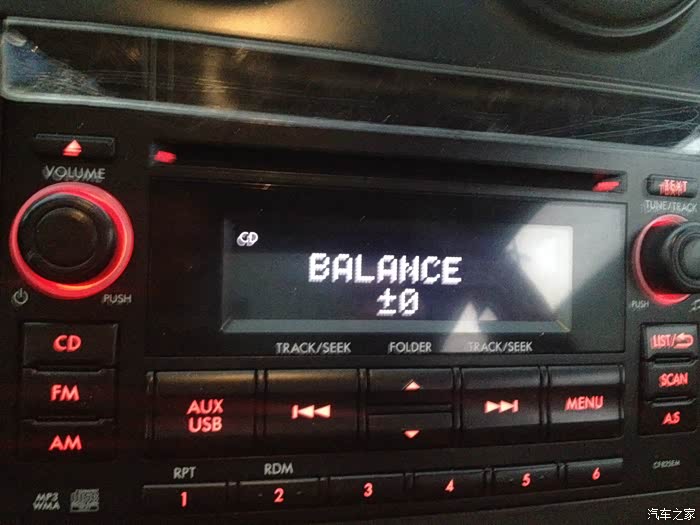 VOLUME
TEXT
TUNE/TRACK
CD
BALANCE
±0
PUSH
PUSH
TRACK/SEEK FOLDER TRACK/SEEK
CD
LIST/
FM
AUX
USB
MENU
SCAN
AM
A.S
RPT RDM
1 2 3 4 5 6
MP3
WMA
汽车之家